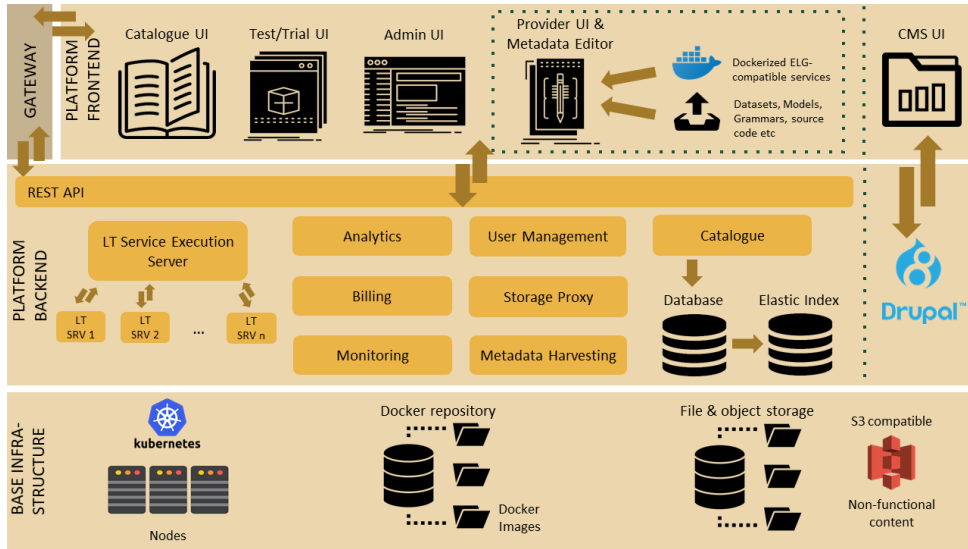 GATEWAY
PLATFORM
FRONTEND
Catalogue UI
Test/Trial UI
Admin UI
Provider UI &
Metadata Editor
Dockerized ELG-
compatible services
Datasets, Models,
Grammars, source
code etc
CMS UI
PLATFORM
BACKEND
REST API
LT Service Execution
Server
LT
SRV 1
LT
SRV 2
...
LT
SRV n
Analytics
User Management
Billing
Storage Proxy
Monitoring
Metadata Harvesting
Catalogue
Database
Elastic Index
Drupal™
BASE INFRA-
STRUCTURE
kubernetes
Nodes
Docker repository
Docker
Images
File & object storage
S3 compatible
Non-functional
content